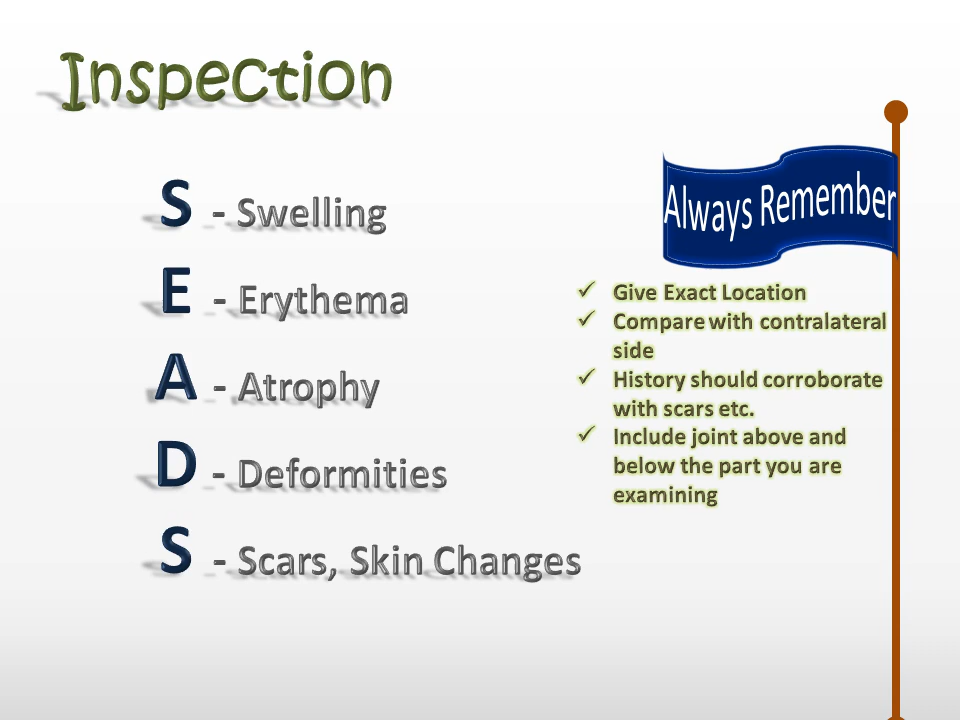 Inspection
S - Swelling
E - Erythema
A - Atrophy
D - Deformities
S - Scars, Skin Changes
Always Remember
✓ Give Exact Location
✓ Compare with contralateral
side
✓ History should corroborate
with scars etc.
✓ Include joint above and
below the part you are
examining